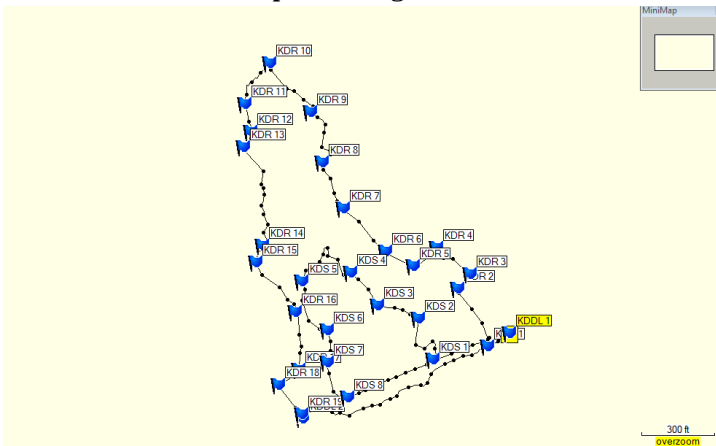 MiniMap
KDR 10
KDR 11
KDR 9
KDR 12
KDR 13
KDR 8
KDR 7
KDR 14
KDR 6
KDR 4
KDR 15
KDR 5
KDS 4
KDR 3
KDS 5
DR 2
KDR 16
KDS 3
KDS 6
KDS 2
KDDL 1
1
KDS 7
KDS 1
KDR 18
KDS 8
KDR 19
300 ft
overzoom